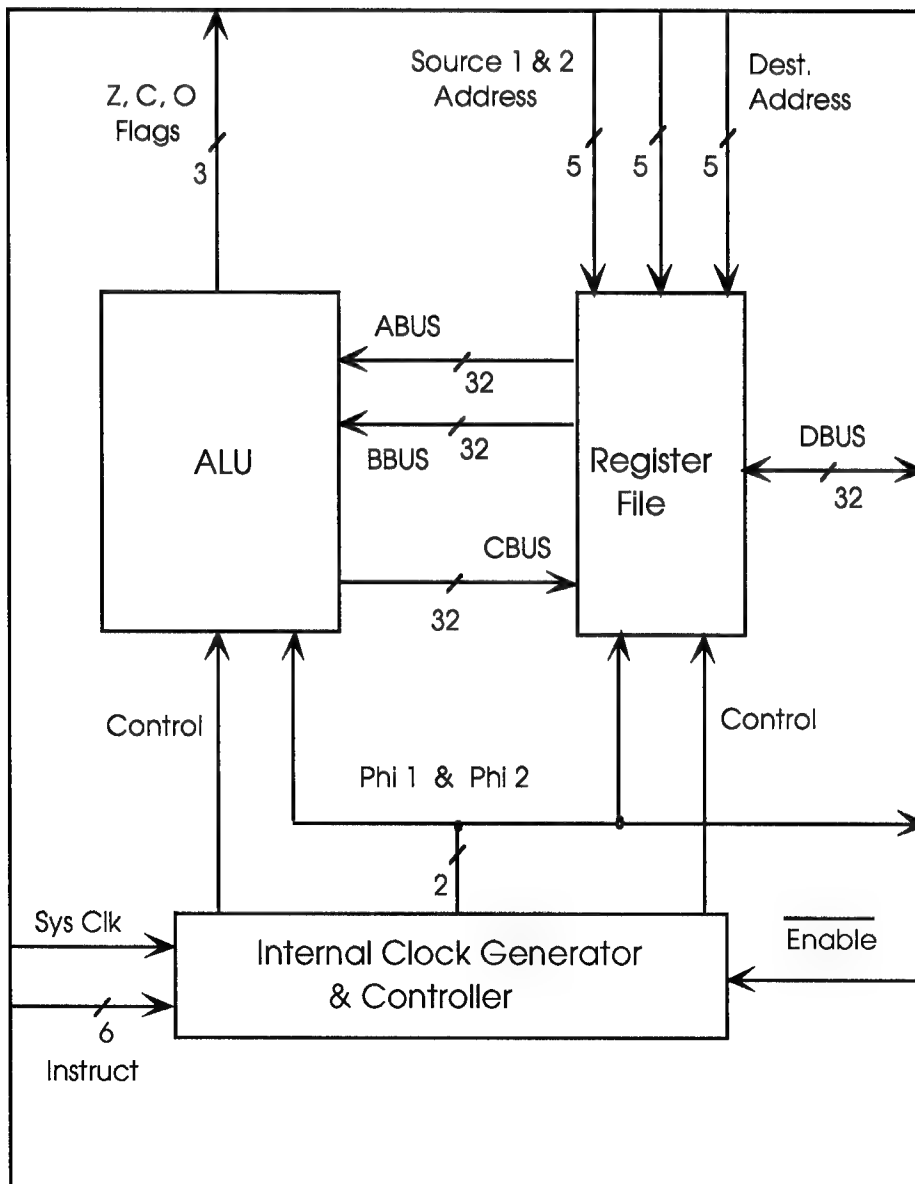 Source 1 & 2
Address
Dest.
Address
Z, C, O
Flags
3
5
5
5
ABUS
32
BBUS
32
ALU
Register
File
DBUS
32
CBUS
32
Control
Control
Phi 1 & Phi 2
2
Sys Clk
Enable
Internal Clock Generator
& Controller
6
Instruct